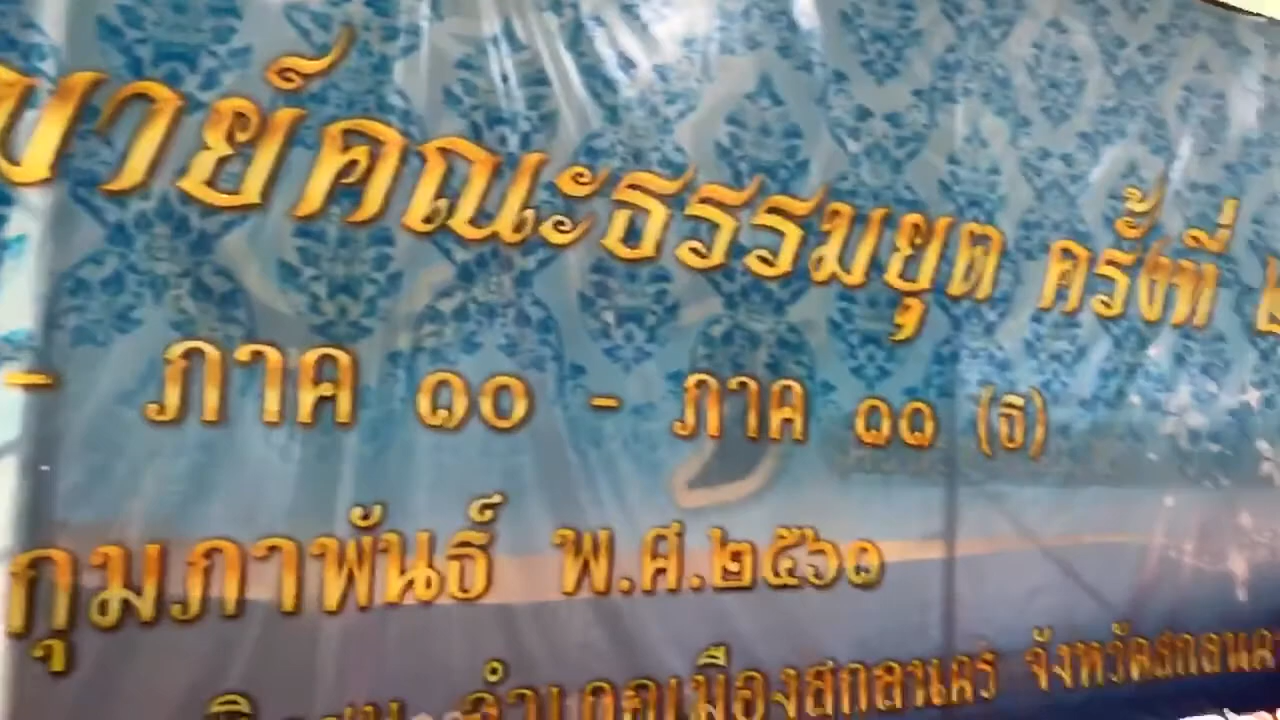 บาย์คณะธรรมยุต ครั้งที่
- ภาค ๑๐ - ภาค ๑๑ (ธ)
กุมภาพันธ์ พ.ศ.๒๕๖๑
อำเภอเมืองสกลนคร จังหวัดสกลนคร